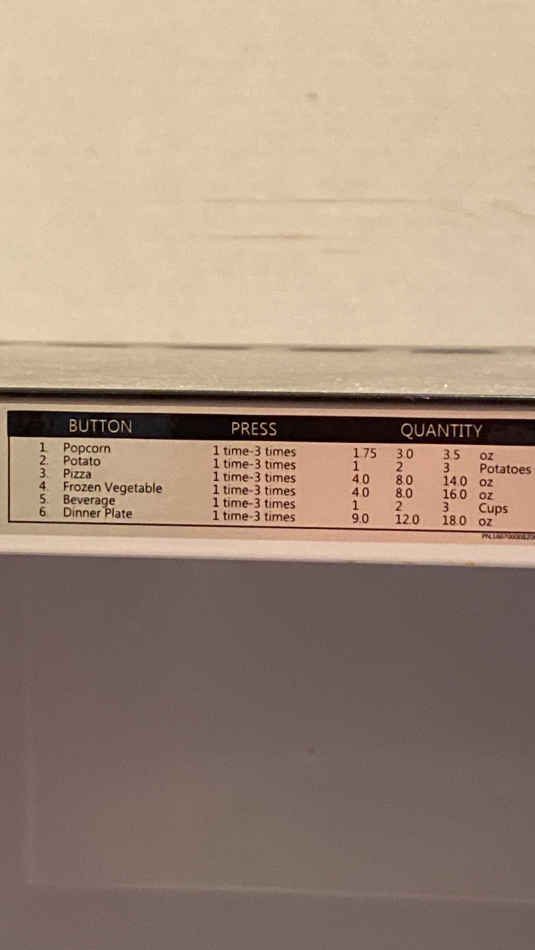 BUTTON PRESS QUANTITY
1. Popcorn 1 time-3 times 1.75 3.0 3.5 oz
2. Potato 1 time-3 times 1 2 3 Potatoes
3. Pizza 1 time-3 times 4.0 8.0 14.0 oz
4. Frozen Vegetable 1 time-3 times 4.0 8.0 16.0 oz
5. Beverage 1 time-3 times 1 2 3 Cups
6. Dinner Plate 1 time-3 times 9.0 12.0 18.0 oz